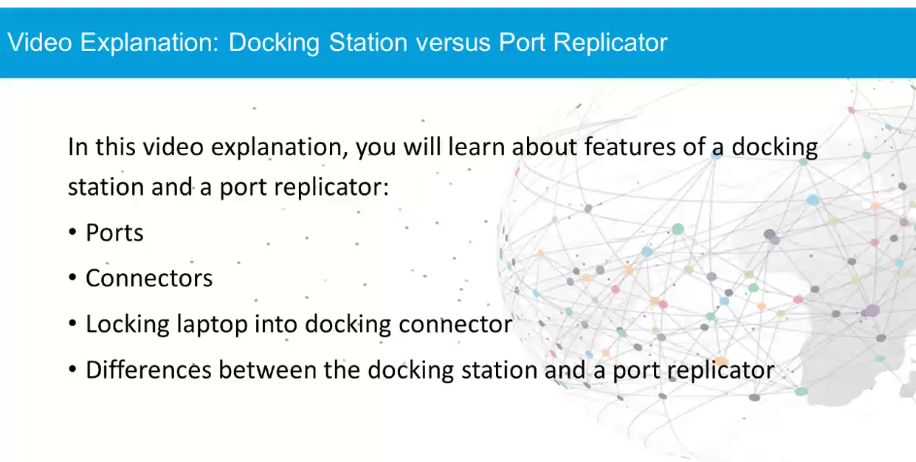 Video Explanation: Docking Station versus Port Replicator
In this video explanation, you will learn about features of a docking
station and a port replicator:
• Ports
• Connectors
• Locking laptop into docking connector
• Differences between the docking station and a port replicator